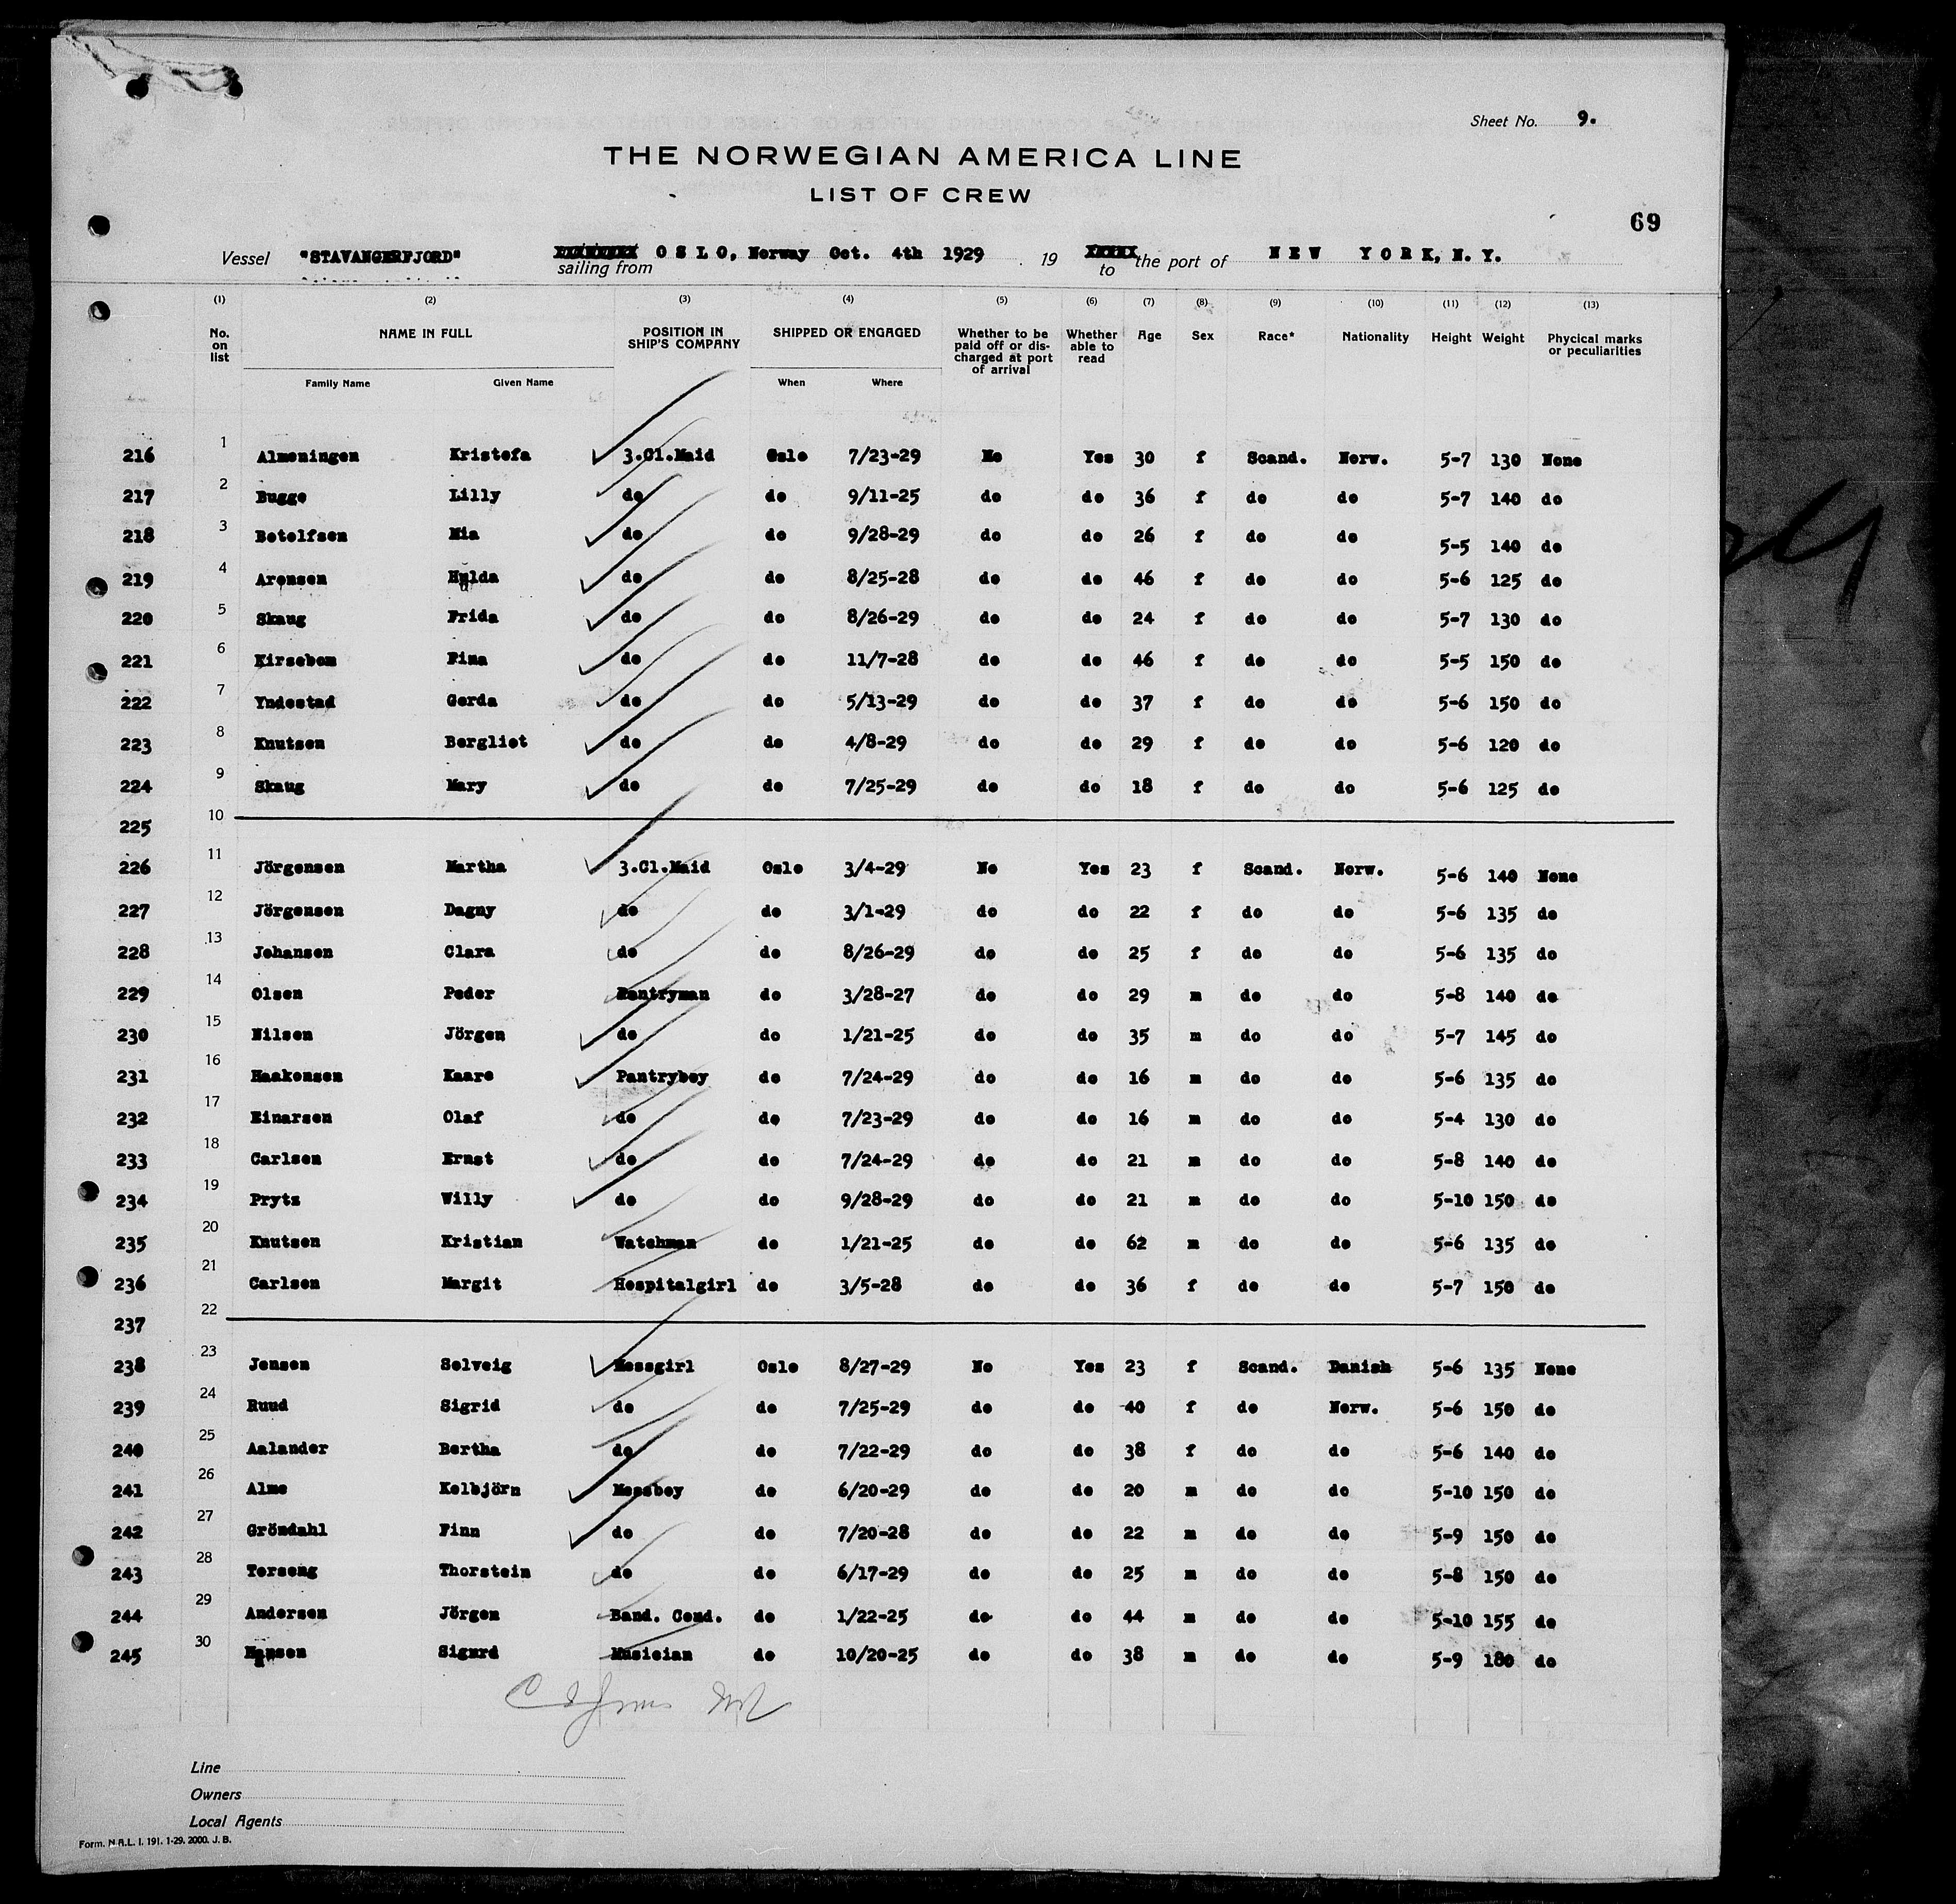 Sheet No. 9.
THE NORWEGIAN AMERICA LINE
LIST OF CREW
69
Vessel "STAVANGERFJORD" sailing from OSLO, Norway Oct. 4th 1929 19 to the port of NEW YORK, N. Y.
(1) (2) (3) (4) (5) (6) (7) (8) (9) (10) (11) (12) (13)
No. on list NAME IN FULL POSITION IN SHIP'S COMPANY SHIPPED OR ENGAGED Whether to be paid off or discharged at port of arrival Whether able to read Age Sex Race* Nationality Height Weight Phycical marks or peculiarities
Family Name Given Name When Where
216 1 Almeningen Kristofa 3.Cl.Maid Oslo 7/23-29 No Yes 30 f Scand. Norw. 5-7 130 None
217 2 Bugge Lilly do do 9/11-25 do do 36 f do do 5-7 140 do
218 3 Botolfsen Mia do do 9/28-29 do do 26 f do do 5-5 140 do
219 4 Aronsen Hulda do do 8/25-28 do do 46 f do do 5-6 125 do
220 5 Skaug Frida do do 8/26-29 do do 24 f do do 5-7 130 do
221 6 Kirsebom Fina do do 11/7-28 do do 46 f do do 5-5 150 do
222 7 Yndestad Gerda do do 5/13-29 do do 37 f do do 5-6 150 do
223 8 Knutsen Bergliot do do 4/8-29 do do 29 f do do 5-6 120 do
224 9 Skaug Mary do do 7/25-29 do do 18 f do do 5-6 125 do
225 10
226 11 Jörgensen Martha 3.Cl.Maid Oslo 3/4-29 No Yes 23 f Scand. Norw. 5-6 140 None
227 12 Jörgensen Dagny do do 3/1-29 do do 22 f do do 5-6 135 do
228 13 Johansen Clara do do 8/26-29 do do 25 f do do 5-6 135 do
229 14 Olsen Peder Pantryman do 3/28-27 do do 29 m do do 5-8 140 do
230 15 Nilsen Jörgen do do 1/21-25 do do 35 m do do 5-7 145 do
231 16 Haakonsen Kaare Pantryboy do 7/24-29 do do 16 m do do 5-6 135 do
232 17 Einarsen Olaf do do 7/23-29 do do 16 m do do 5-4 130 do
233 18 Carlsen Ernst do do 7/24-29 do do 21 m do do 5-8 140 do
234 19 Prytz Willy do do 9/28-29 do do 21 m do do 5-10 150 do
235 20 Knutsen Kristian Watchman do 1/21-25 do do 62 m do do 5-6 135 do
236 21 Carlsen Margit Hospitalgirl do 3/5-28 do do 36 f do do 5-7 150 do
237 22
238 23 Jensen Solveig Messgirl Oslo 8/27-29 No Yes 23 f Scand. Danish 5-6 135 None
239 24 Ruud Sigrid do do 7/25-29 do do 40 f do Norw. 5-6 150 do
240 25 Aalander Bertha do do 7/22-29 do do 38 f do do 5-6 140 do
241 26 Alme Kolbjörn Messboy do 6/20-29 do do 20 m do do 5-10 150 do
242 27 Gröndahl Finn do do 7/20-28 do do 22 m do do 5-9 150 do
243 28 Torseng Thorstein do do 6/17-29 do do 25 m do do 5-8 150 do
244 29 Andersen Jörgen Band. Cond. do 1/22-25 do do 44 m do do 5-10 155 do
245 30 Hansen Sigurd Musician do 10/20-25 do do 38 m do do 5-9 180 do
Line
Owners
Local Agents
Form. N.A.L. I. 191. 1-29. 2000. J. B.